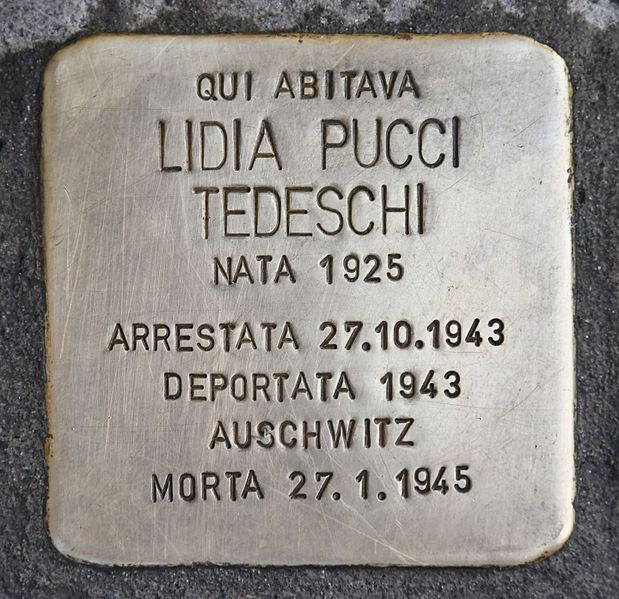 QUI ABITAVA
LIDIA PUCCI
TEDESCHI
NATA 1925
ARRESTATA 27.10.1943
DEPORTATA 1943
AUSCHWITZ
MORTA 27.1.1945